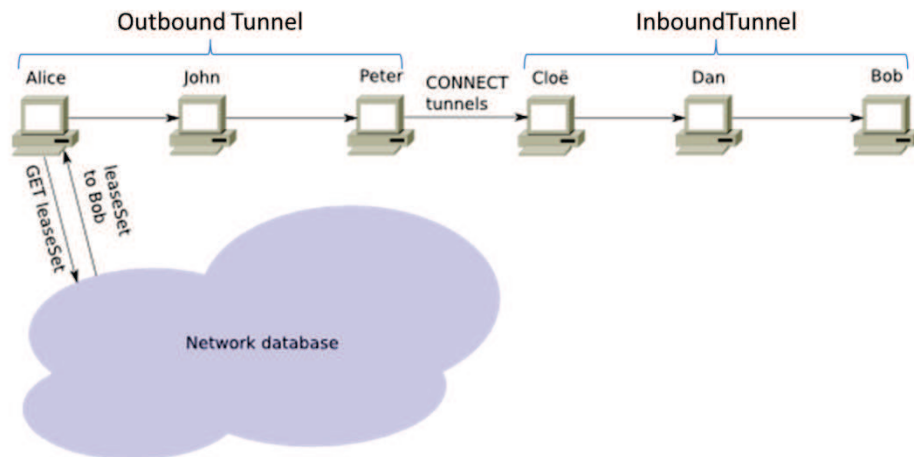 Outbound Tunnel
InboundTunnel
Alice
John
Peter
CONNECT
tunnels
Cloë
Dan
Bob
GET leaseSet
leaseSet
to Bob
Network database